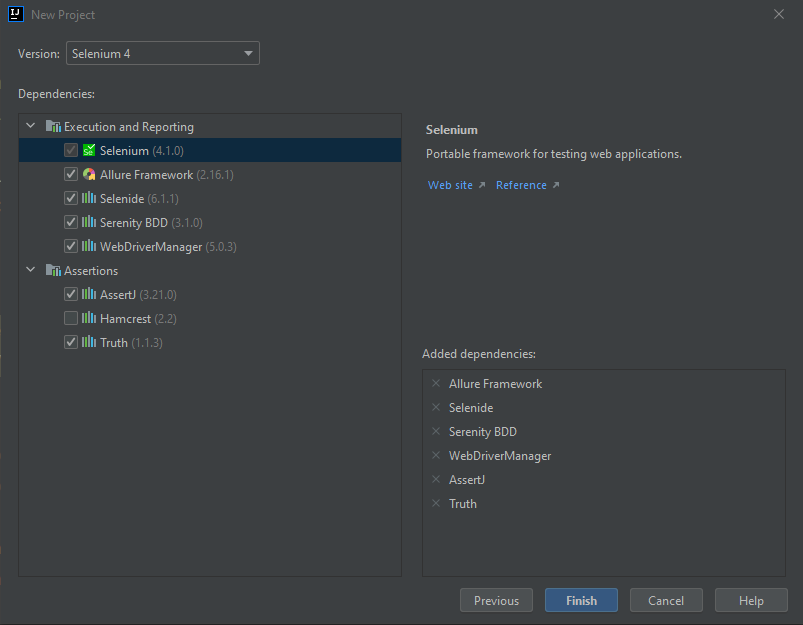 New Project
Version: Selenium 4
Dependencies:
Execution and Reporting
Selenium (4.1.0)
Allure Framework (2.16.1)
Selenide (6.1.1)
Serenity BDD (3.1.0)
WebDriverManager (5.0.3)
Assertions
AssertJ (3.21.0)
Hamcrest (2.2)
Truth (1.1.3)
Selenium
Portable framework for testing web applications.
Web site ↗ Reference ↗
Added dependencies:
Allure Framework
Selenide
Serenity BDD
WebDriverManager
AssertJ
Truth
Previous Finish Cancel Help